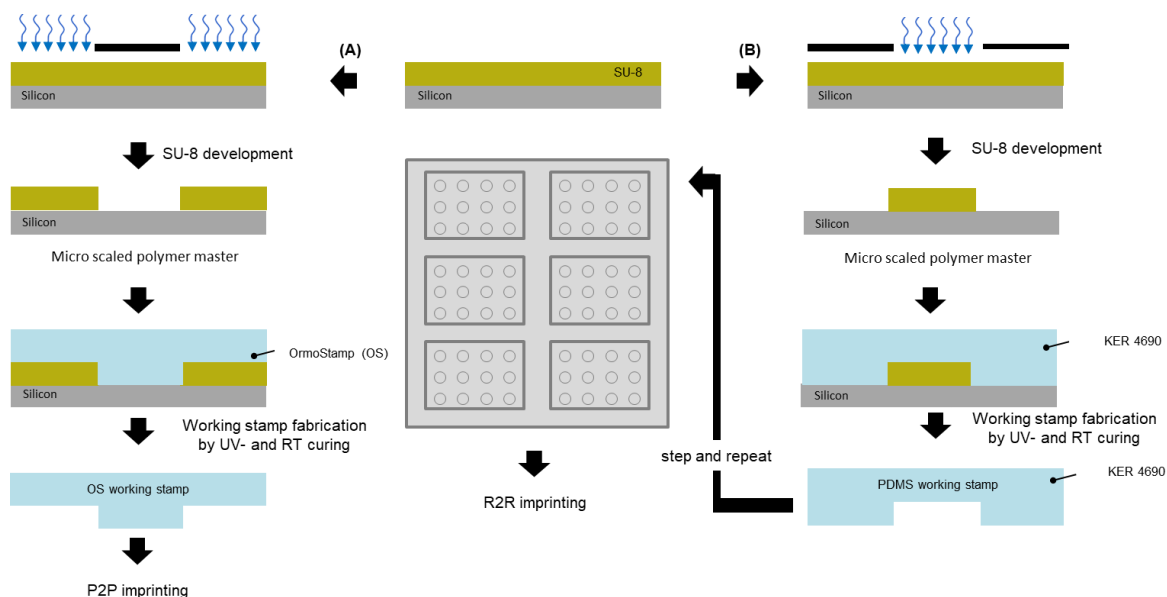 (A)
(B)
SU-8
Silicon
Silicon
Silicon
SU-8 development
SU-8 development
Silicon
Silicon
Micro scaled polymer master
Micro scaled polymer master
OrmoStamp (OS)
KER 4690
Silicon
Silicon
Working stamp fabrication
by UV- and RT curing
Working stamp fabrication
by UV- and RT curing
step and repeat
OS working stamp
R2R imprinting
PDMS working stamp
KER 4690
P2P imprinting